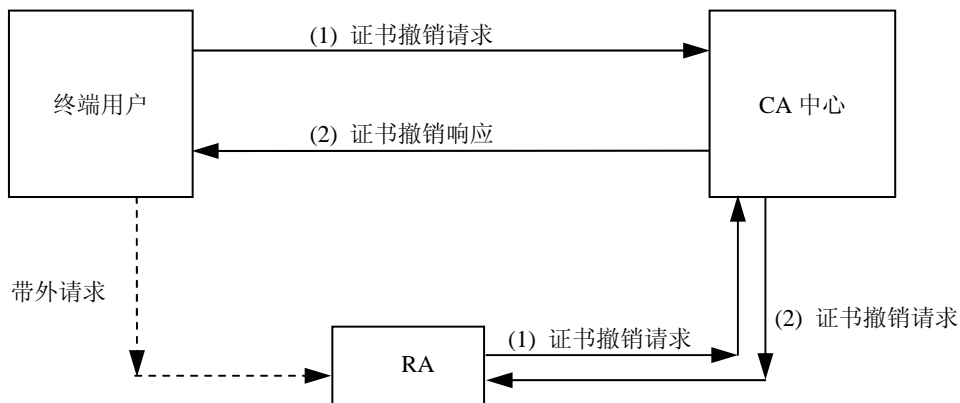 (1) 证书撤销请求
终端用户
CA 中心
(2) 证书撤销响应
带外请求
(2) 证书撤销请求
(1) 证书撤销请求
RA